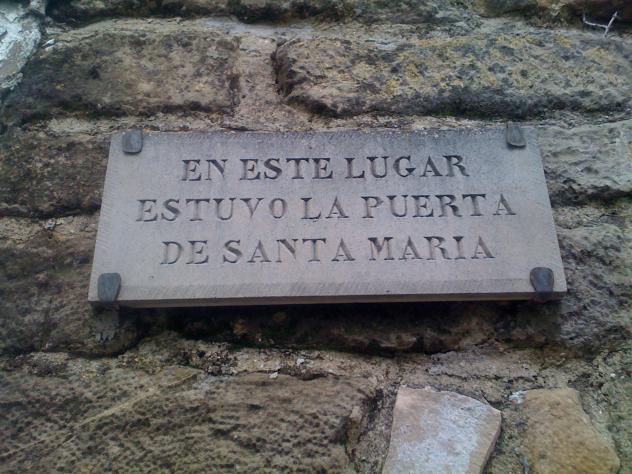 EN ESTE LUGAR
ESTUVO LA PUERTA
DE SANTA MARIA